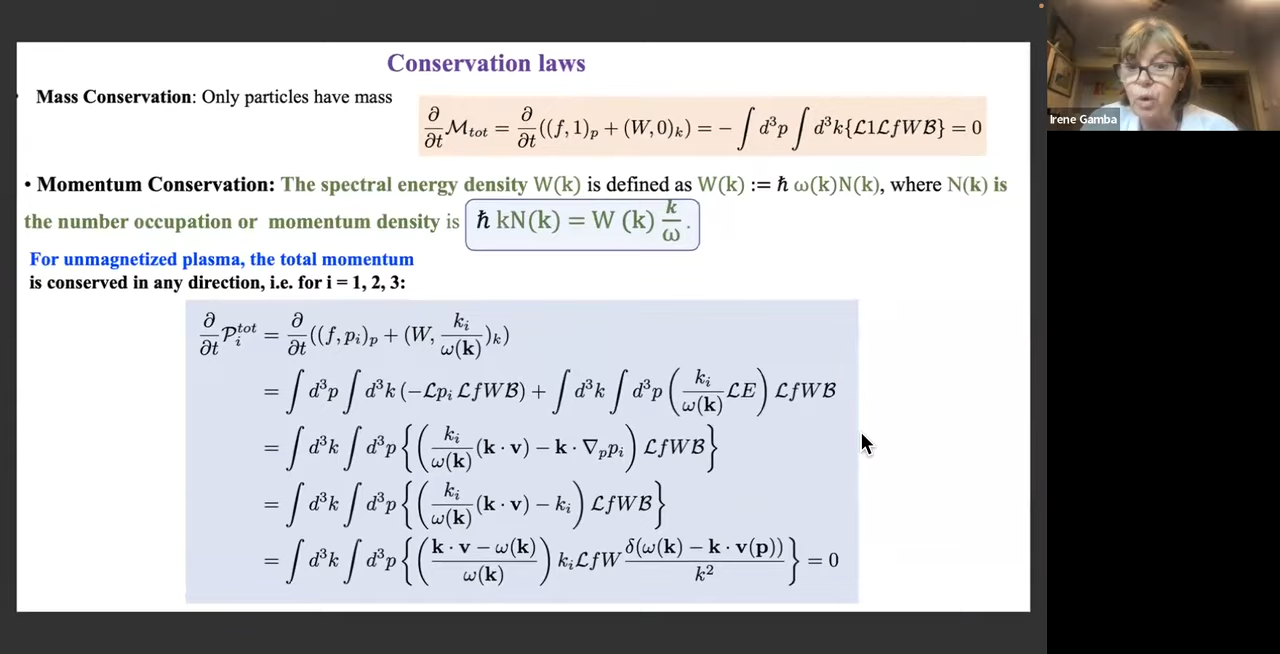 Conservation laws
Mass Conservation: Only particles have mass
∂/∂t ℳ_tot = ∂/∂t((f, 1)_p + (W, 0)_k) = − ∫ d³p ∫ d³k{ℒ1ℒfWℬ} = 0
• Momentum Conservation: The spectral energy density W(k) is defined as W(k) := ℏ ω(k)N(k), where N(k) is
the number occupation or momentum density is ℏ kN(k) = W (k) k/ω.
For unmagnetized plasma, the total momentum
is conserved in any direction, i.e. for i = 1, 2, 3:
∂/∂t 𝒫_i^tot = ∂/∂t((f, p_i)_p + (W, k_i/ω(𝐤))_k)
= ∫ d³p ∫ d³k (−ℒp_i ℒfWℬ) + ∫ d³k ∫ d³p (k_i/ω(𝐤) ℒE) ℒfWℬ
= ∫ d³k ∫ d³p {(k_i/ω(𝐤) (𝐤 · 𝐯) − 𝐤 · ∇_p p_i) ℒfWℬ}
= ∫ d³k ∫ d³p {(k_i/ω(𝐤) (𝐤 · 𝐯) − k_i) ℒfWℬ}
= ∫ d³k ∫ d³p {((𝐤 · 𝐯 − ω(𝐤))/ω(𝐤)) k_i ℒfW δ(ω(𝐤) − 𝐤 · 𝐯(𝐩))/k²} = 0
Irene Gamba